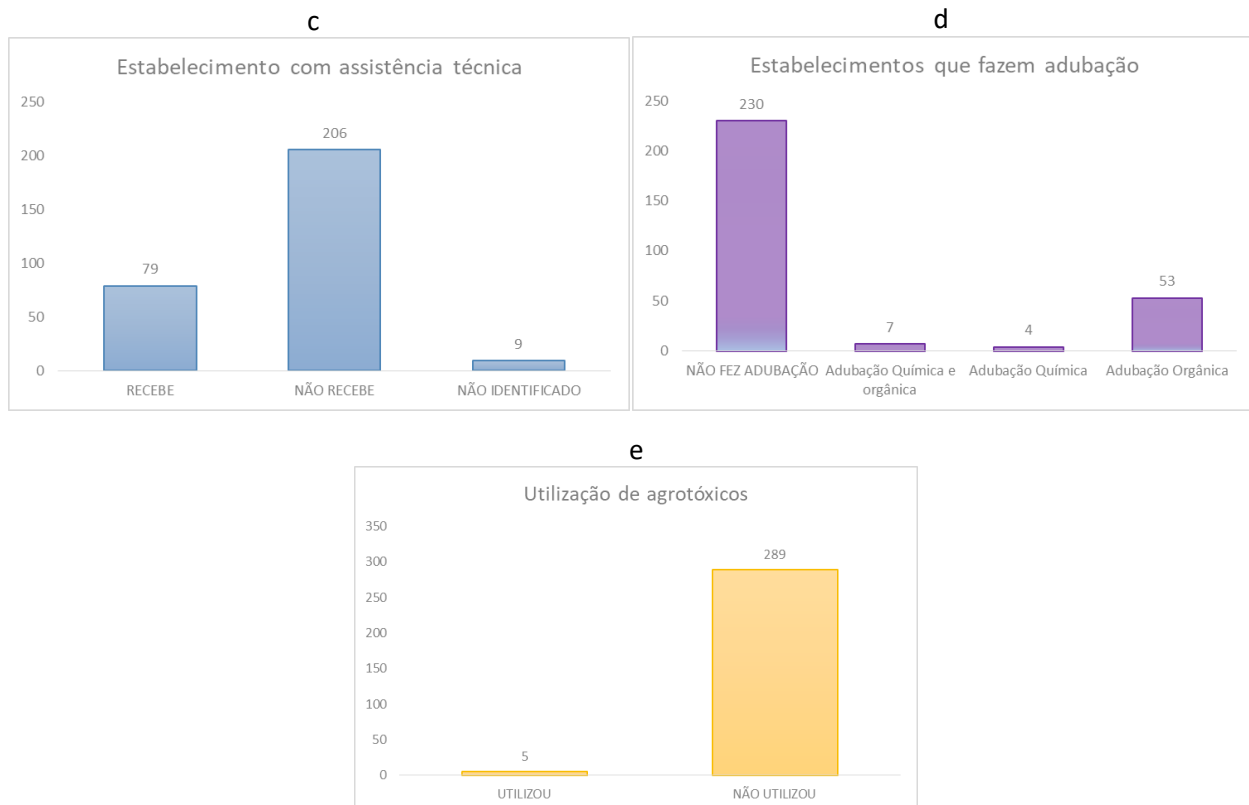 c
Estabelecimento com assistência técnica
250
200
150
100
50
0
79
206
9
RECEBE
NÃO RECEBE
NÃO IDENTIFICADO
d
Estabelecimentos que fazem adubação
250
200
150
100
50
0
230
7
4
53
NÃO FEZ ADUBAÇÃO
Adubação Química e
orgânica
Adubação Química
Adubação Orgânica
e
Utilização de agrotóxicos
350
300
250
200
150
100
50
0
5
289
UTILIZOU
NÃO UTILIZOU